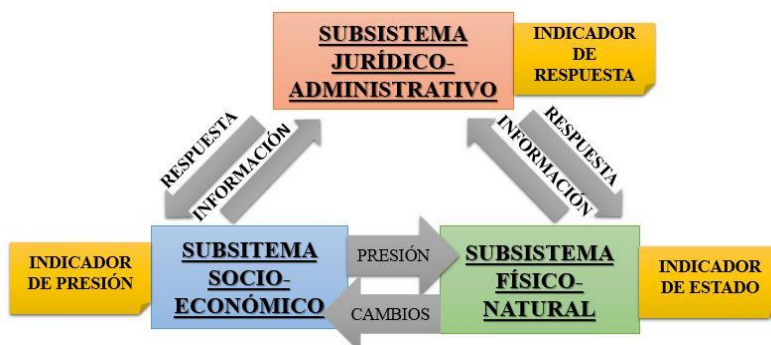 SUBSISTEMA
JURÍDICO-
ADMINISTRATIVO
INDICADOR
DE
RESPUESTA
RESPUESTA
INFORMACIÓN
RESPUESTA
INFORMACIÓN
INDICADOR
DE PRESIÓN
SUBSITEMA
SOCIO-
ECONÓMICO
PRESIÓN
CAMBIOS
SUBSISTEMA
FÍSICO-
NATURAL
INDICADOR
DE ESTADO